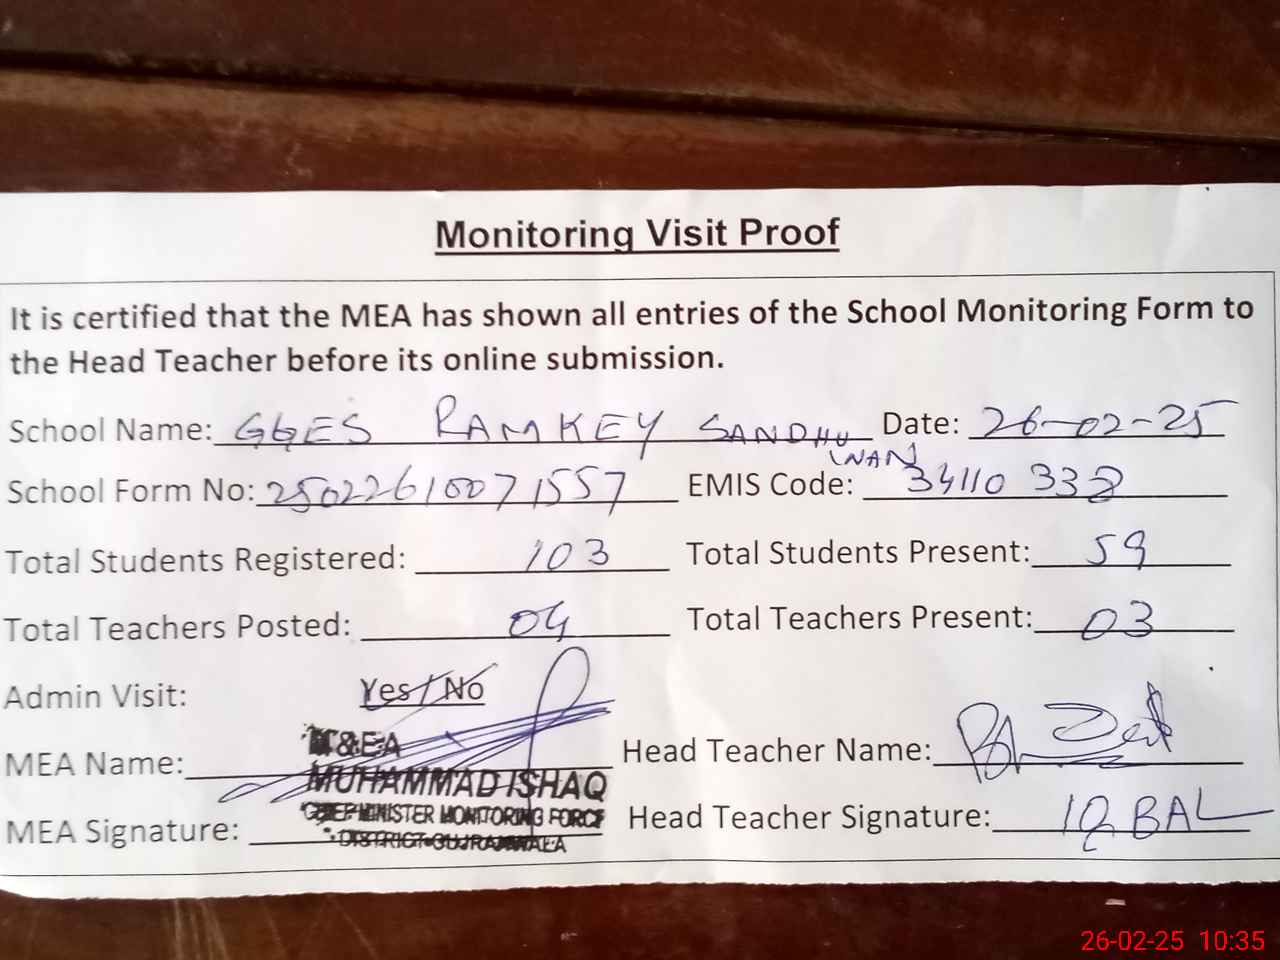 Monitoring Visit Proof
It is certified that the MEA has shown all entries of the School Monitoring Form to
the Head Teacher before its online submission.
School Name: GGES RAMKEY SANDHU Date: 26-02-25
(NAN)
School Form No: 25022610071557 EMIS Code: 34110 338
Total Students Registered: 103 Total Students Present: 59
Total Teachers Posted: 04 Total Teachers Present: 03
Admin Visit: Yes / No
M&EA
MEA Name: MUHAMMAD ISHAQ Head Teacher Name:
CHIEF MINISTER MONITORING FORCE
MEA Signature: Head Teacher Signature: IQBAL
DISTRICT GUJRANWALA
26-02-25 10:35